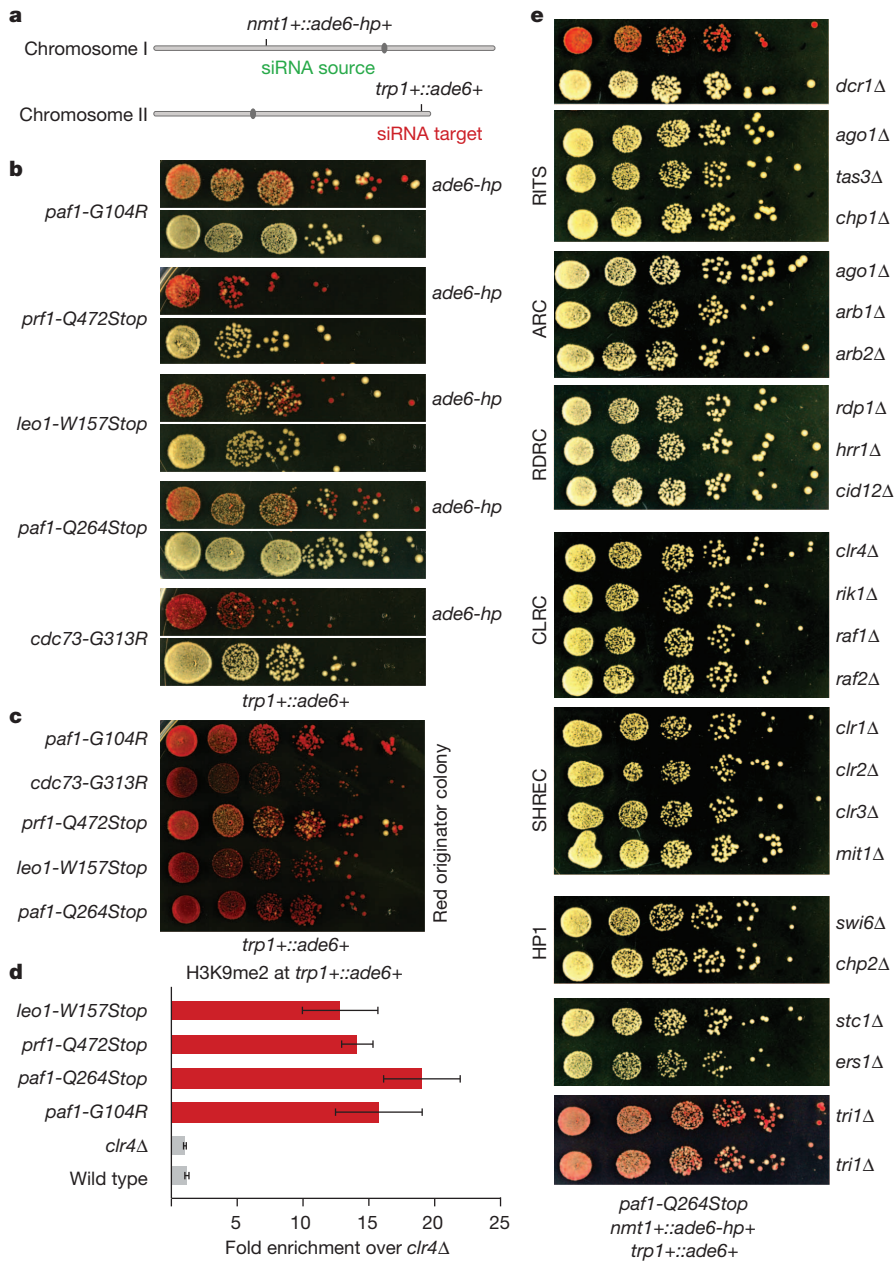 a
nmt1+::ade6-hp+
Chromosome I
siRNA source
trp1+::ade6+
Chromosome II
siRNA target
b
paf1-G104R
ade6-hp
prf1-Q472Stop
ade6-hp
leo1-W157Stop
ade6-hp
paf1-Q264Stop
ade6-hp
cdc73-G313R
ade6-hp
trp1+::ade6+
c
paf1-G104R
cdc73-G313R
prf1-Q472Stop
leo1-W157Stop
paf1-Q264Stop
Red originator colony
trp1+::ade6+
d
H3K9me2 at trp1+::ade6+
leo1-W157Stop
prf1-Q472Stop
paf1-Q264Stop
paf1-G104R
clr4Δ
Wild type
5 10 15 20 25
Fold enrichment over clr4Δ
e
dcr1Δ
RITS
ago1Δ
tas3Δ
chp1Δ
ARC
ago1Δ
arb1Δ
arb2Δ
RDRC
rdp1Δ
hrr1Δ
cid12Δ
CLRC
clr4Δ
rik1Δ
raf1Δ
raf2Δ
SHREC
clr1Δ
clr2Δ
clr3Δ
mit1Δ
HP1
swi6Δ
chp2Δ
stc1Δ
ers1Δ
tri1Δ
tri1Δ
paf1-Q264Stop
nmt1+::ade6-hp+
trp1+::ade6+